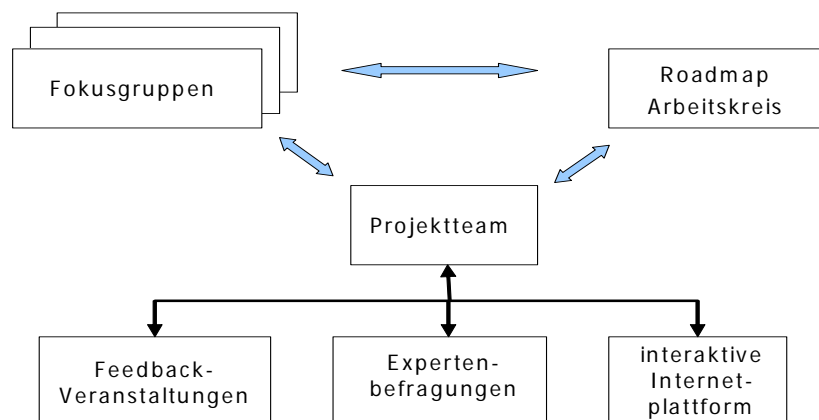 Fokusgruppen
Roadmap
Arbeitskreis
Projektteam
Feedback-
Veranstaltungen
Experten-
befragungen
interaktive
Internet-
plattform